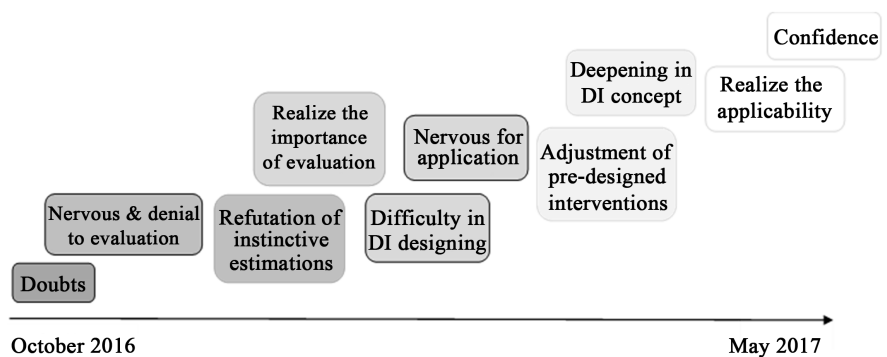 Confidence
Deepening in
DI concept
Realize the
applicability
Realize the
importance
of evaluation
Nervous for
application
Adjustment of
pre-designed
interventions
Nervous & denial
to evaluation
Refutation of
instinctive
estimations
Difficulty in
DI designing
Doubts
October 2016
May 2017